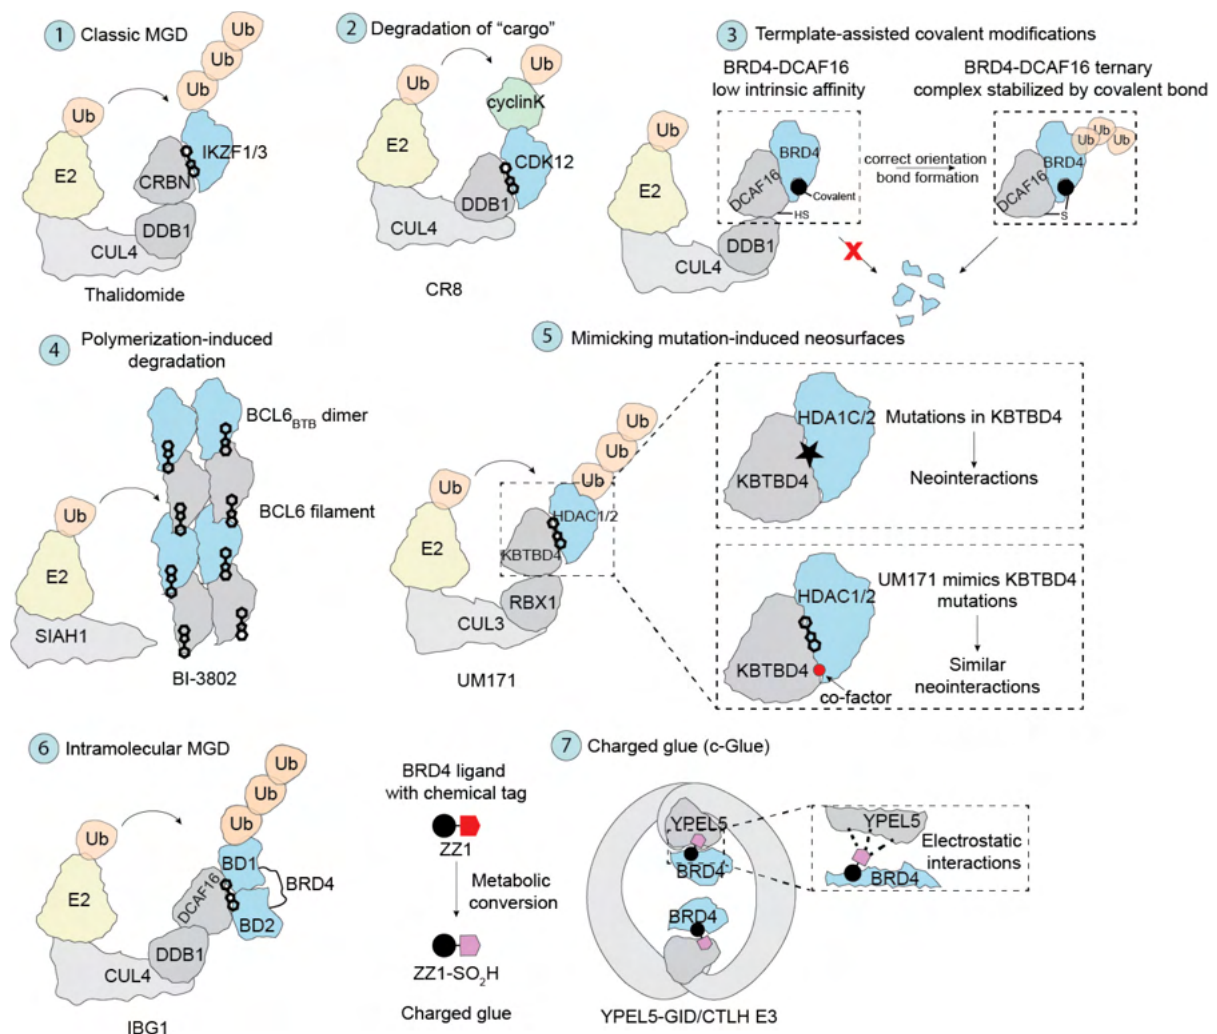 1 Classic MGD
Ub
Ub
Ub
Ub
E2
IKZF1/3
CRBN
DDB1
CUL4
Thalidomide
2 Degradation of “cargo”
Ub
Ub
cyclinK
E2
CDK12
DDB1
CUL4
CR8
3 Termplate-assisted covalent modifications
BRD4-DCAF16
low intrinsic affinity
BRD4-DCAF16 ternary
complex stabilized by covalent bond
Ub
E2
BRD4
DCAF16
Covalent
HS
DDB1
CUL4
correct orientation
bond formation
Ub
Ub
Ub
BRD4
DCAF16
S
X
4 Polymerization-induced
degradation
BCL6BTB dimer
BCL6 filament
Ub
E2
SIAH1
BI-3802
5 Mimicking mutation-induced neosurfaces
Ub
Ub
Ub
Ub
HDAC1/2
E2
KBTBD4
RBX1
CUL3
UM171
HDA1C/2
KBTBD4
Mutations in KBTBD4
Neointeractions
HDAC1/2
KBTBD4
co-factor
UM171 mimics KBTBD4
mutations
Similar
neointeractions
6 Intramolecular MGD
Ub
Ub
Ub
Ub
BD1
BRD4
E2
DCAF16
BD2
DDB1
CUL4
IBG1
BRD4 ligand
with chemical tag
ZZ1
Metabolic
conversion
ZZ1-SO2H
Charged glue
7 Charged glue (c-Glue)
YPEL5
BRD4
BRD4
YPEL5-GID/CTLH E3
YPEL5
BRD4
Electrostatic
interactions